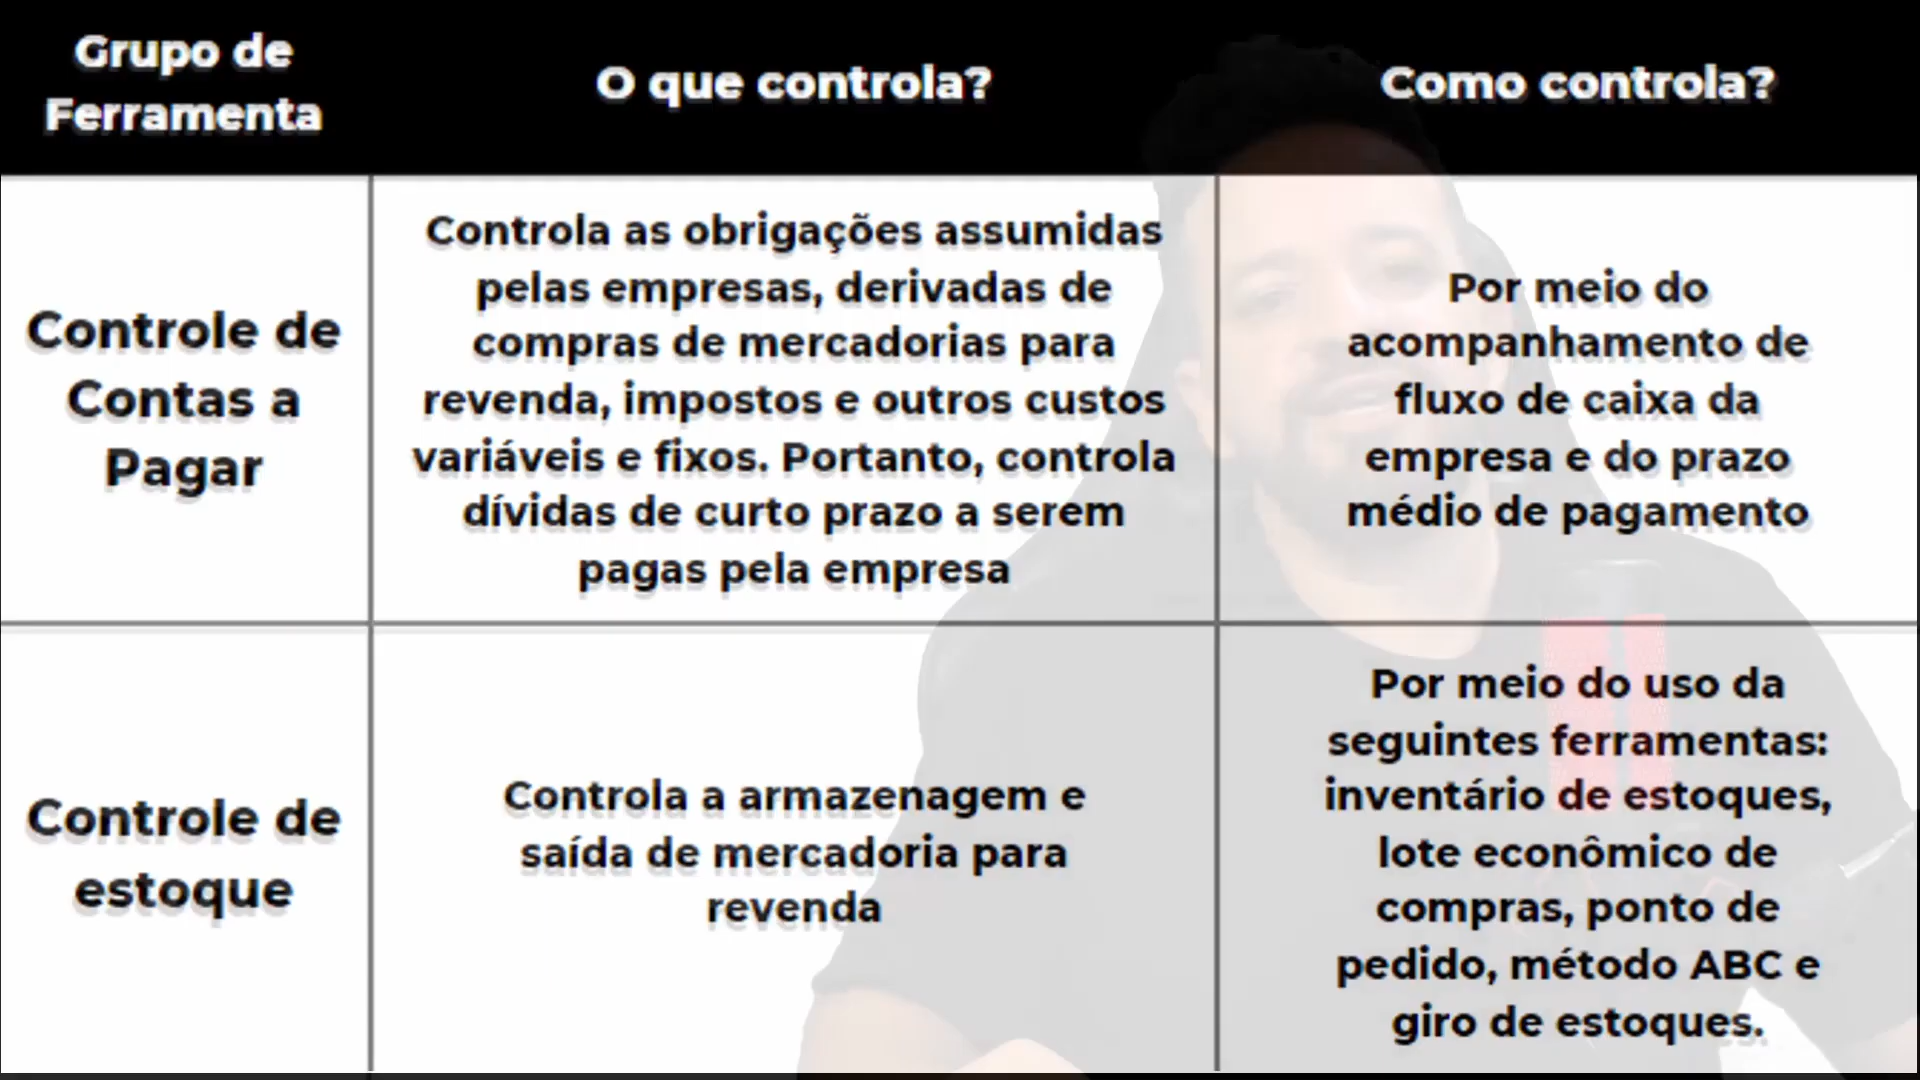 Grupo de
Ferramenta
O que controla?
Como controla?
Controle de
Contas a
Pagar
Controla as obrigações assumidas
pelas empresas, derivadas de
compras de mercadorias para
revenda, impostos e outros custos
variáveis e fixos. Portanto, controla
dívidas de curto prazo a serem
pagas pela empresa
Por meio do
acompanhamento de
fluxo de caixa da
empresa e do prazo
médio de pagamento
Controle de
estoque
Controla a armazenagem e
saída de mercadoria para
revenda
Por meio do uso da
seguintes ferramentas:
inventário de estoques,
lote econômico de
compras, ponto de
pedido, método ABC e
giro de estoques.